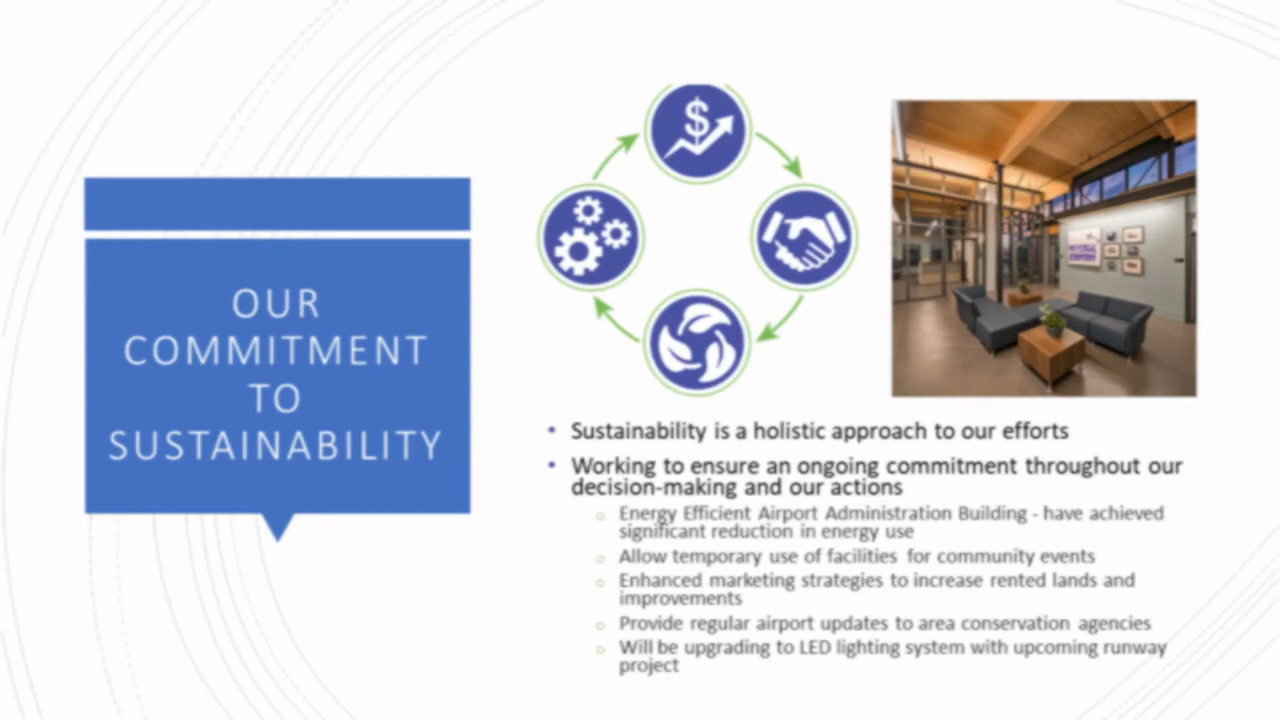 OUR
COMMITMENT
TO
SUSTAINABILITY
$
• Sustainability is a holistic approach to our efforts
• Working to ensure an ongoing commitment throughout our
decision-making and our actions
o Energy Efficient Airport Administration Building - have achieved
significant reduction in energy use
o Allow temporary use of facilities for community events
o Enhanced marketing strategies to increase rented lands and
improvements
o Provide regular airport updates to area conservation agencies
o Will be upgrading to LED lighting system with upcoming runway
project